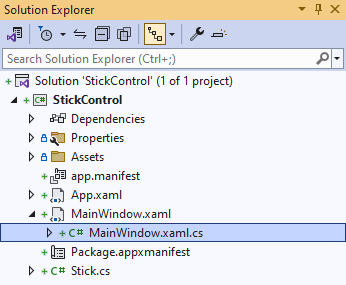 Solution Explorer
Search Solution Explorer (Ctrl+;)
Solution 'StickControl' (1 of 1 project)
C# StickControl
Dependencies
Properties
Assets
app.manifest
App.xaml
MainWindow.xaml
C# MainWindow.xaml.cs
Package.appxmanifest
C# Stick.cs